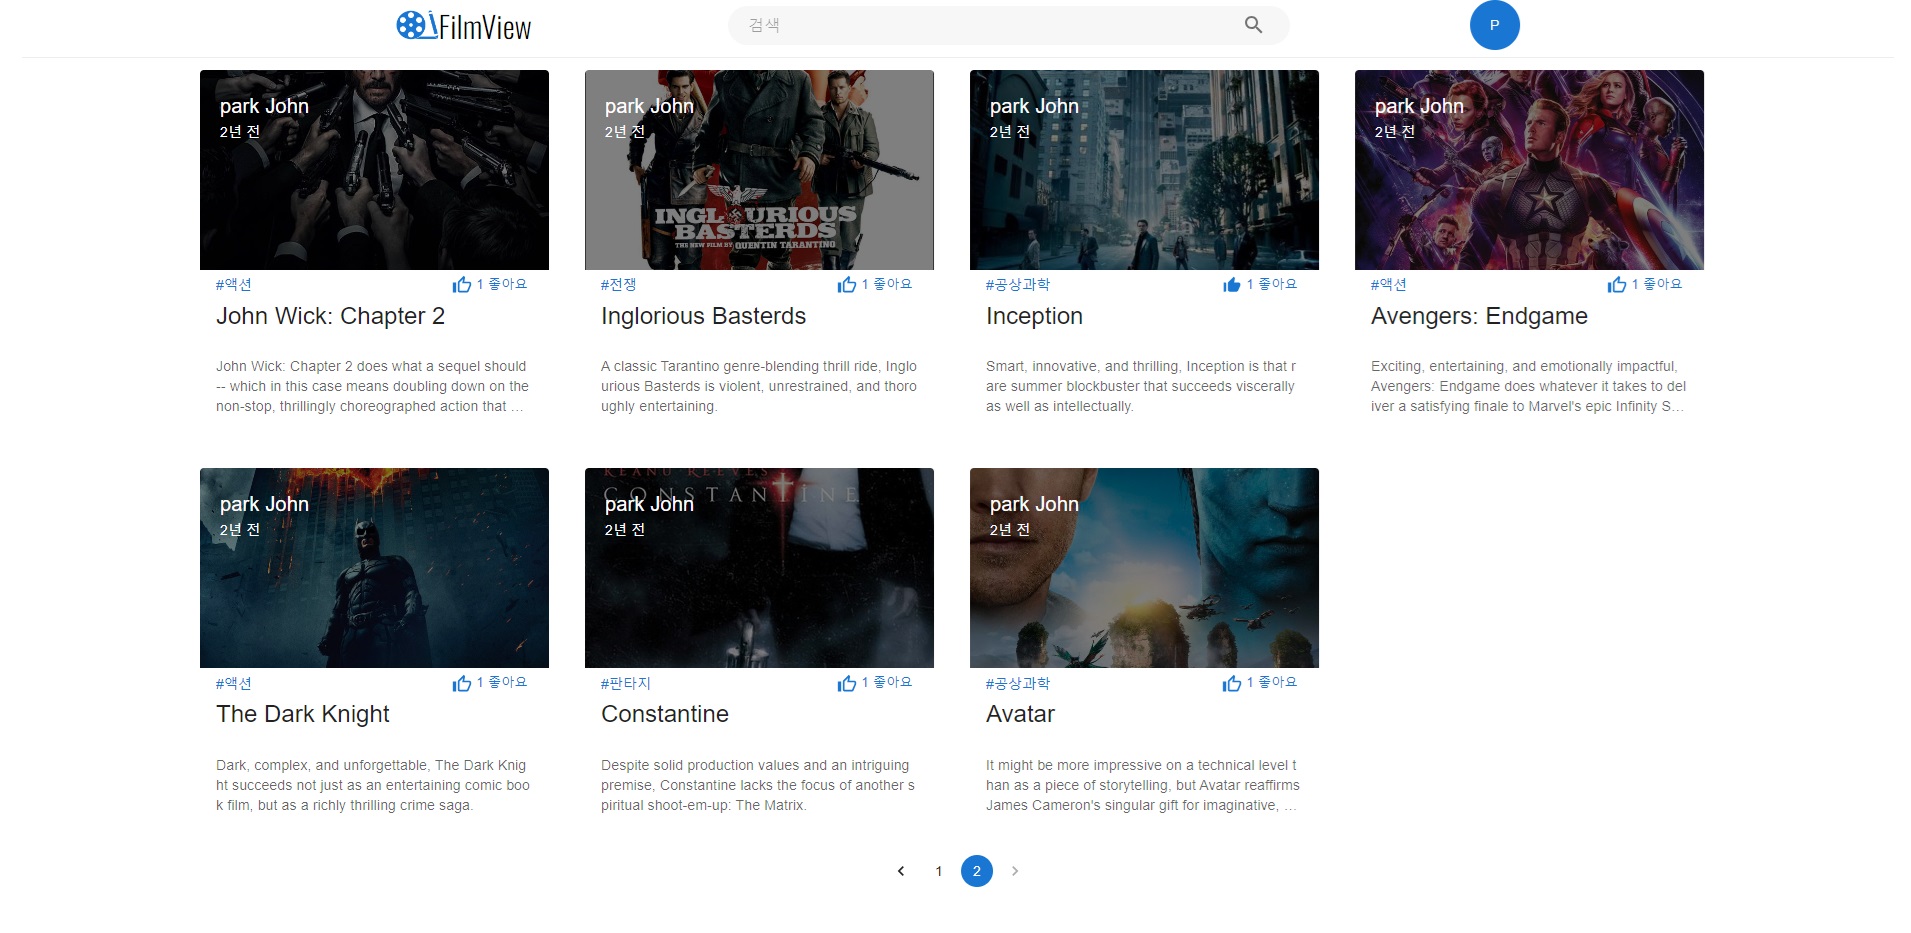 FilmView
검색
P
park John
2년 전
park John
2년 전
INGLOURIOUS
BASTERDS
THE NEW FILM BY QUENTIN TARANTINO
park John
2년 전
park John
2년 전
#액션
1 좋아요
John Wick: Chapter 2
John Wick: Chapter 2 does what a sequel should
-- which in this case means doubling down on the
non-stop, thrillingly choreographed action that ...
#전쟁
1 좋아요
Inglorious Basterds
A classic Tarantino genre-blending thrill ride, Inglo
urious Basterds is violent, unrestrained, and thoro
ughly entertaining.
#공상과학
1 좋아요
Inception
Smart, innovative, and thrilling, Inception is that r
are summer blockbuster that succeeds viscerally
as well as intellectually.
#액션
1 좋아요
Avengers: Endgame
Exciting, entertaining, and emotionally impactful,
Avengers: Endgame does whatever it takes to del
iver a satisfying finale to Marvel's epic Infinity S...
park John
2년 전
KEANU REEVES
CONSTANTINE
park John
2년 전
park John
2년 전
#액션
1 좋아요
The Dark Knight
Dark, complex, and unforgettable, The Dark Knig
ht succeeds not just as an entertaining comic boo
k film, but as a richly thrilling crime saga.
#판타지
1 좋아요
Constantine
Despite solid production values and an intriguing
premise, Constantine lacks the focus of another s
piritual shoot-em-up: The Matrix.
#공상과학
1 좋아요
Avatar
It might be more impressive on a technical level t
han as a piece of storytelling, but Avatar reaffirms
James Cameron's singular gift for imaginative, ...
1 2